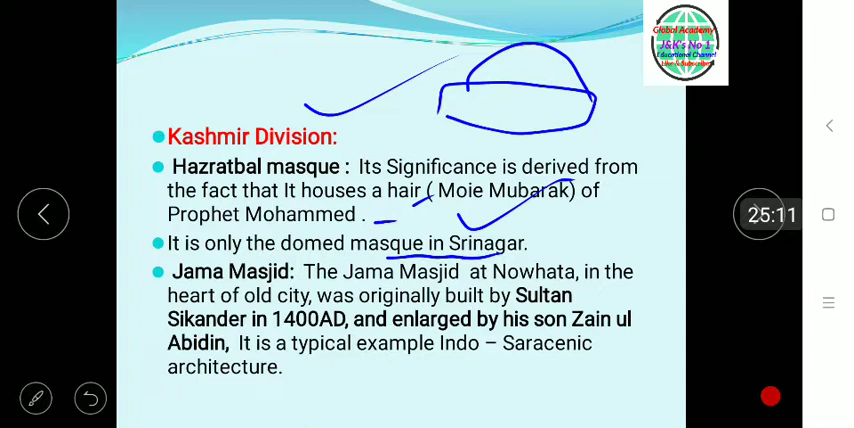 Global Academy
J&K's No 1
Educational Channel
Like & Subscribe
Kashmir Division:
Hazratbal masque : Its Significance is derived from
the fact that It houses a hair ( Moie Mubarak) of
Prophet Mohammed .
25:11
It is only the domed masque in Srinagar.
Jama Masjid: The Jama Masjid at Nowhata, in the
heart of old city, was originally built by Sultan
Sikander in 1400AD, and enlarged by his son Zain ul
Abidin, It is a typical example Indo – Saracenic
architecture.